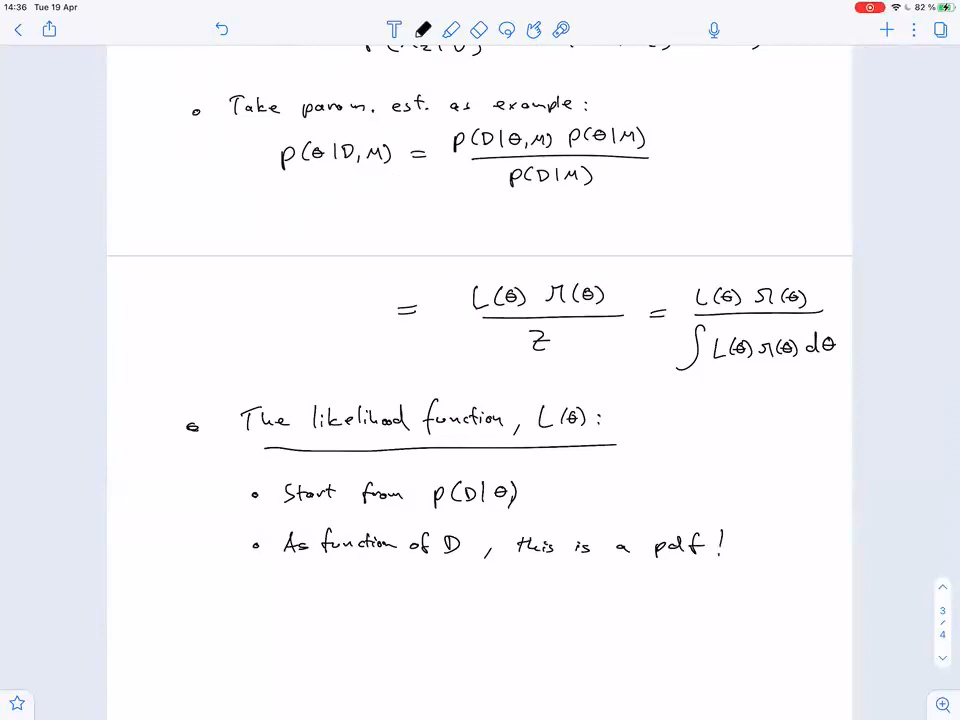 14:36 Tue 19 Apr
82 %
T
• Take param. est. as example:
p(θ|D,M) = p(D|θ,M) p(θ|M) / p(D|M)
= L(θ) π(θ) / Z = L(θ) π(θ) / ∫ L(θ) π(θ) dθ
• The likelihood function, L(θ):
• Start from p(D|θ)
• As function of D, this is a pdf!
3
/
4